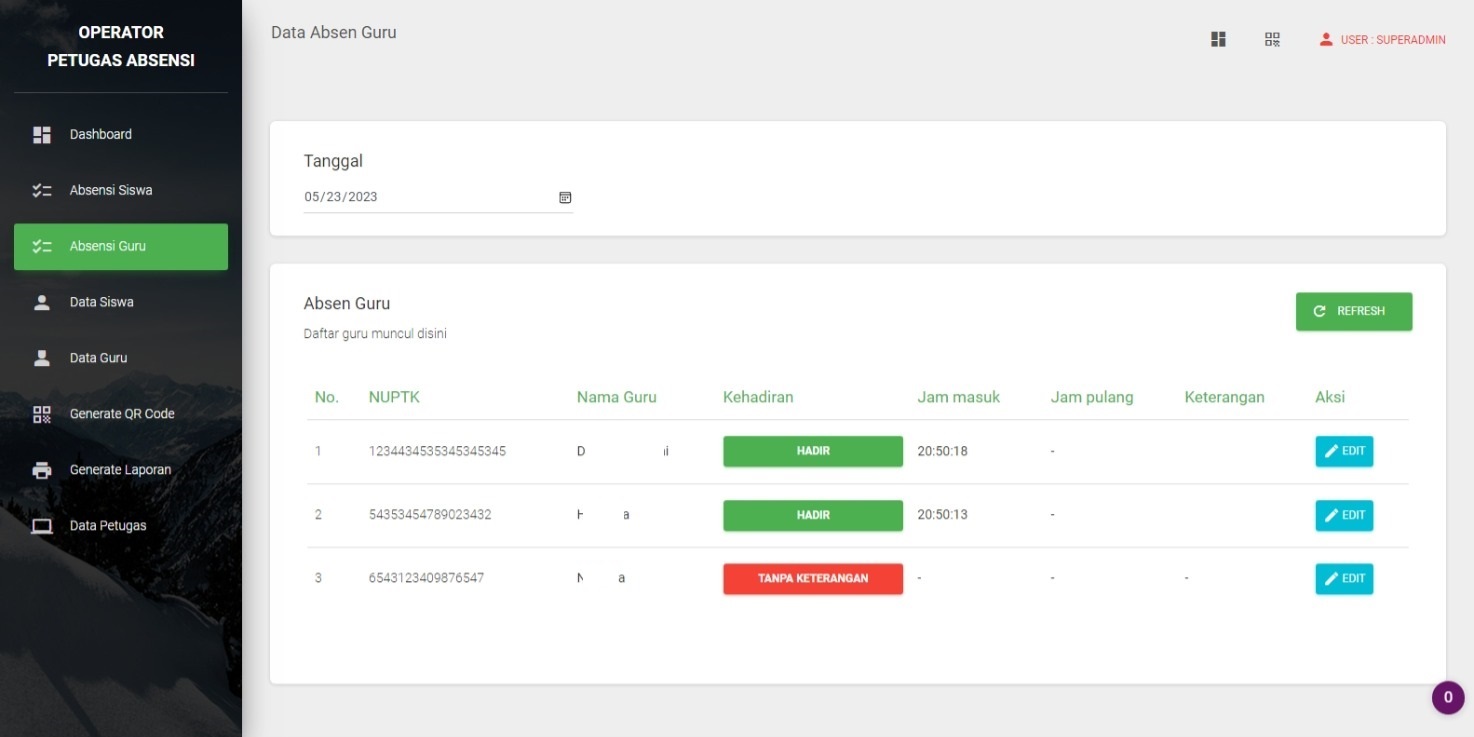 OPERATOR
PETUGAS ABSENSI
Dashboard
Absensi Siswa
Absensi Guru
Data Siswa
Data Guru
Generate QR Code
Generate Laporan
Data Petugas
Data Absen Guru
USER : SUPERADMIN
Tanggal
05/23/2023
Absen Guru
Daftar guru muncul disini
REFRESH
No. NUPTK Nama Guru Kehadiran Jam masuk Jam pulang Keterangan Aksi
1 1234434535345345345 D HADIR 20:50:18 - EDIT
2 54353454789023432 a HADIR 20:50:13 - EDIT
3 6543123409876547 a TANPA KETERANGAN - - - EDIT
0